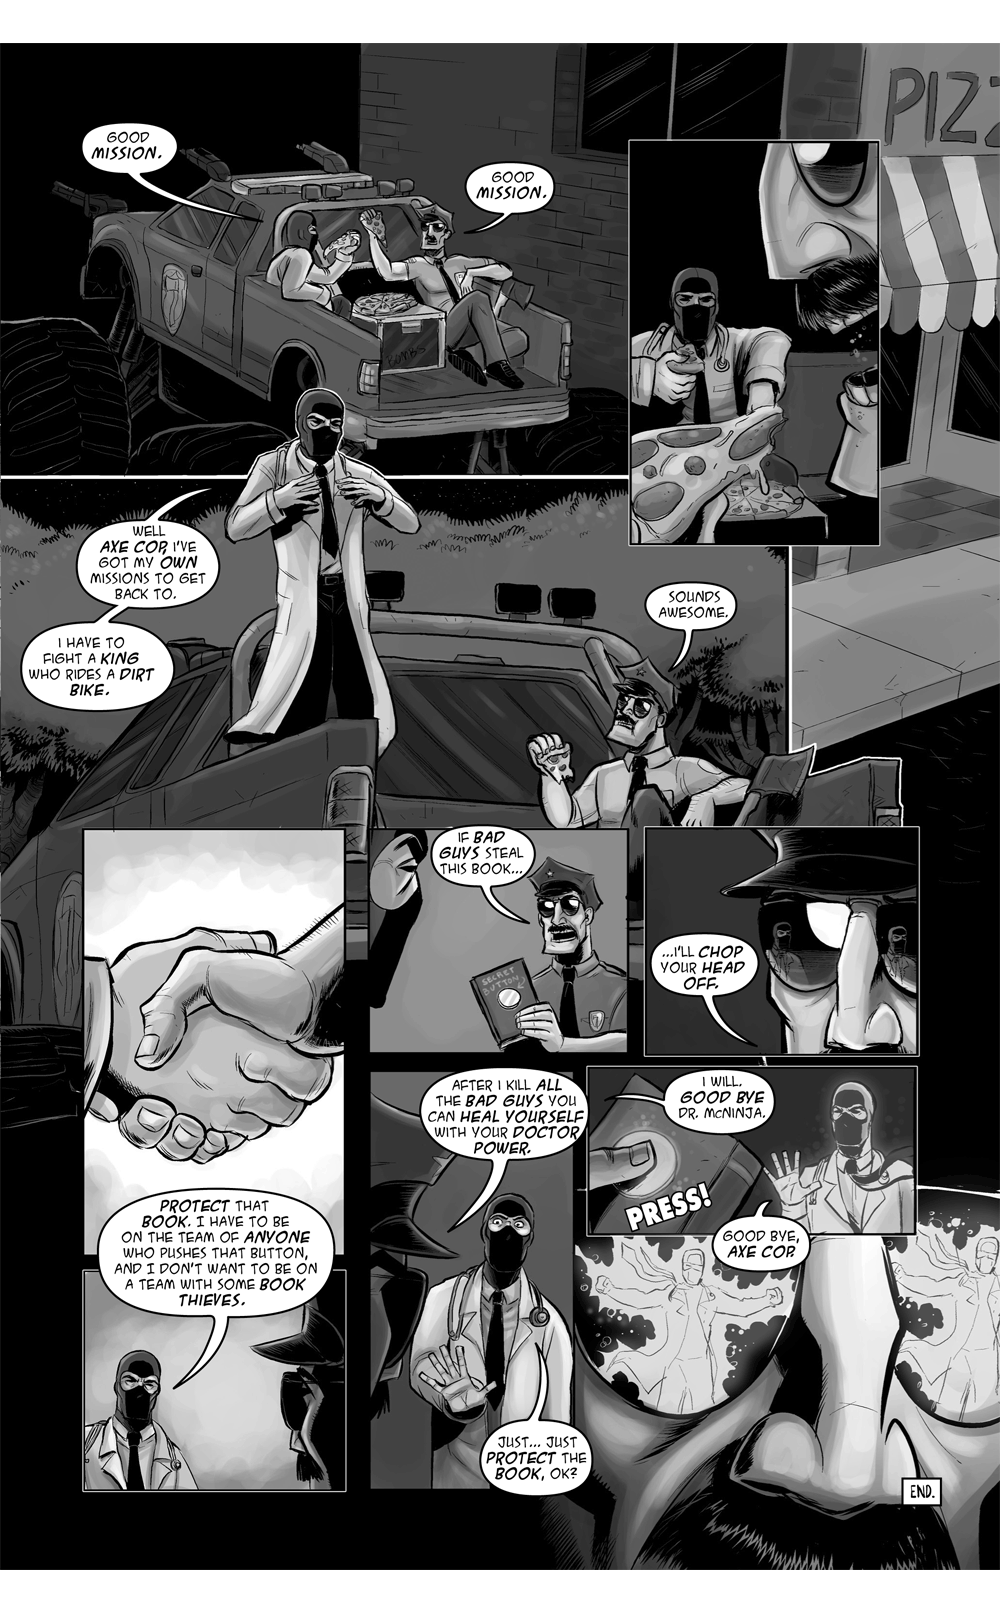 GOOD
MISSION.
GOOD
MISSION.
PIZZ
BOMBS
WELL
AXE COP, I'VE
GOT MY OWN
MISSIONS TO GET
BACK TO.
I HAVE TO
FIGHT A KING
WHO RIDES A DIRT
BIKE.
SOUNDS
AWESOME.
PROTECT THAT
BOOK. I HAVE TO BE
ON THE TEAM OF ANYONE
WHO PUSHES THAT BUTTON,
AND I DON'T WANT TO BE ON
A TEAM WITH SOME BOOK
THIEVES.
IF BAD
GUYS STEAL
THIS BOOK...
SECRET
BUTTON
...I'LL CHOP
YOUR HEAD
OFF.
AFTER I KILL ALL
THE BAD GUYS YOU
CAN HEAL YOURSELF
WITH YOUR DOCTOR
POWER.
JUST... JUST
PROTECT THE
BOOK, OK?
I WILL.
GOOD BYE
DR. McNINJA.
PRESS!
GOOD BYE,
AXE COP.
END.